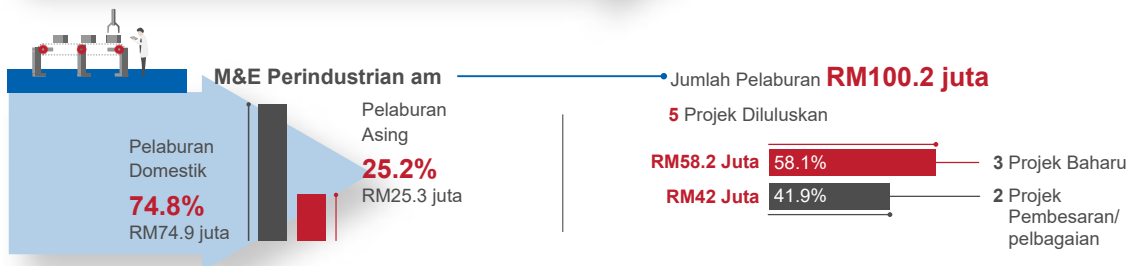 M&E Perindustrian am
Pelaburan
Domestik
74.8%
RM74.9 juta
Pelaburan
Asing
25.2%
RM25.3 juta
Jumlah Pelaburan RM100.2 juta
5 Projek Diluluskan
RM58.2 Juta 58.1% 3 Projek Baharu
RM42 Juta 41.9% 2 Projek
Pembesaran/
pelbagaian